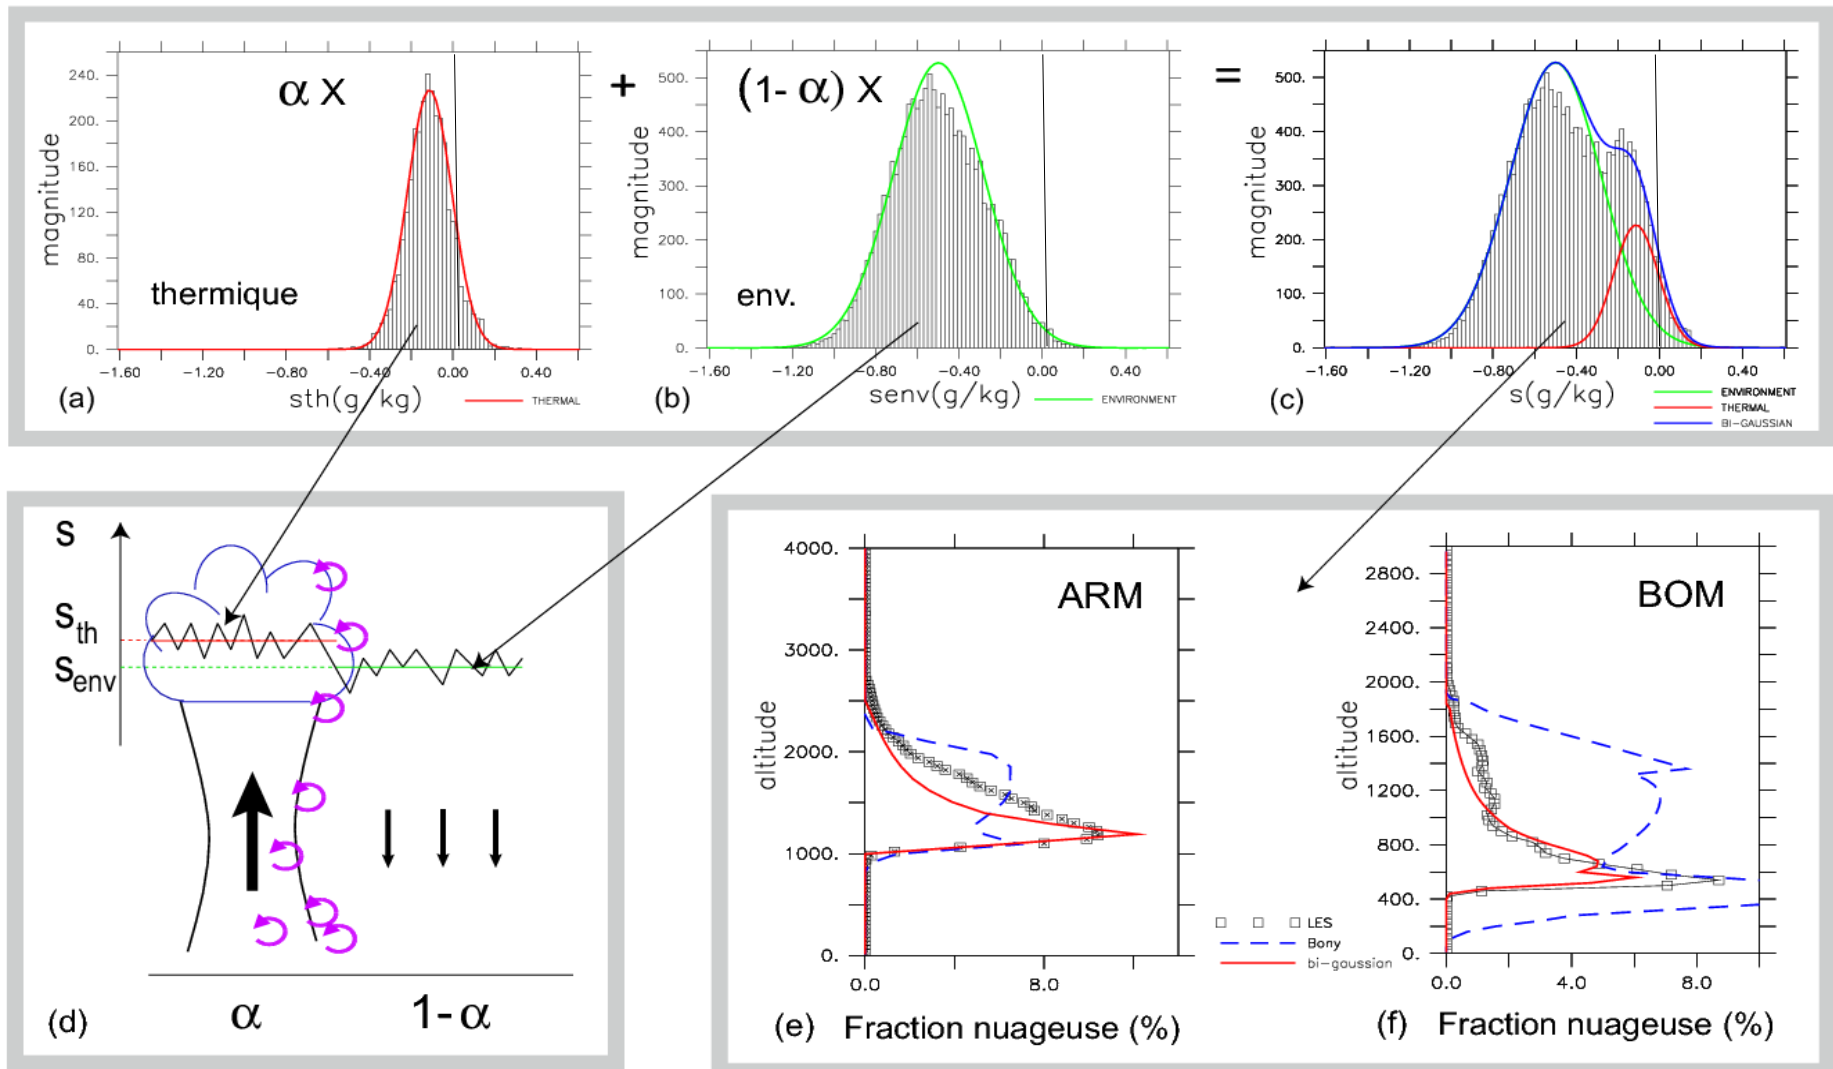 α X
240.
200.
160.
120.
80.
40.
0.
magnitude
thermique
-1.60 -1.20 -0.80 -0.40 0.00 0.40
(a) sth(g/kg) THERMAL
+
(1- α) X
500.
400.
300.
200.
100.
0.
magnitude
env.
-1.60 -1.20 -0.80 -0.40 0.00 0.40
(b) senv(g/kg) ENVIRONMENT
=
500.
400.
300.
200.
100.
0.
magnitude
-1.60 -1.20 -0.80 -0.40 0.00 0.40
(c) s(g/kg)
ENVIRONMENT
THERMAL
BI-GAUSSIAN
S
Sth
Senv
α 1-α
(d)
4000.
3000.
2000.
1000.
0.
altitude
ARM
0.0 8.0
(e) Fraction nuageuse (%)
LES
Bony
bi-gaussian
2800.
2400.
2000.
1600.
1200.
800.
400.
0.
altitude
BOM
0.0 4.0 8.0
(f) Fraction nuageuse (%)